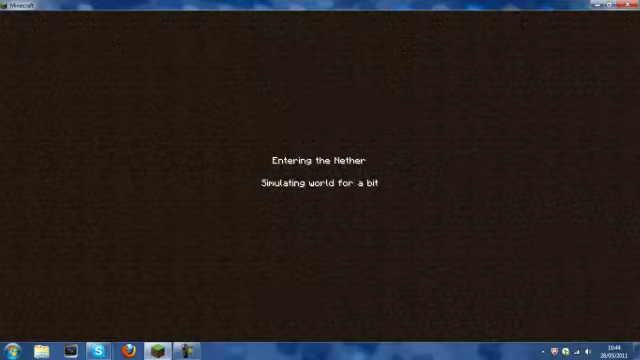 Minecraft
Entering the Nether
Simulating world for a bit
10:44
28/05/2011